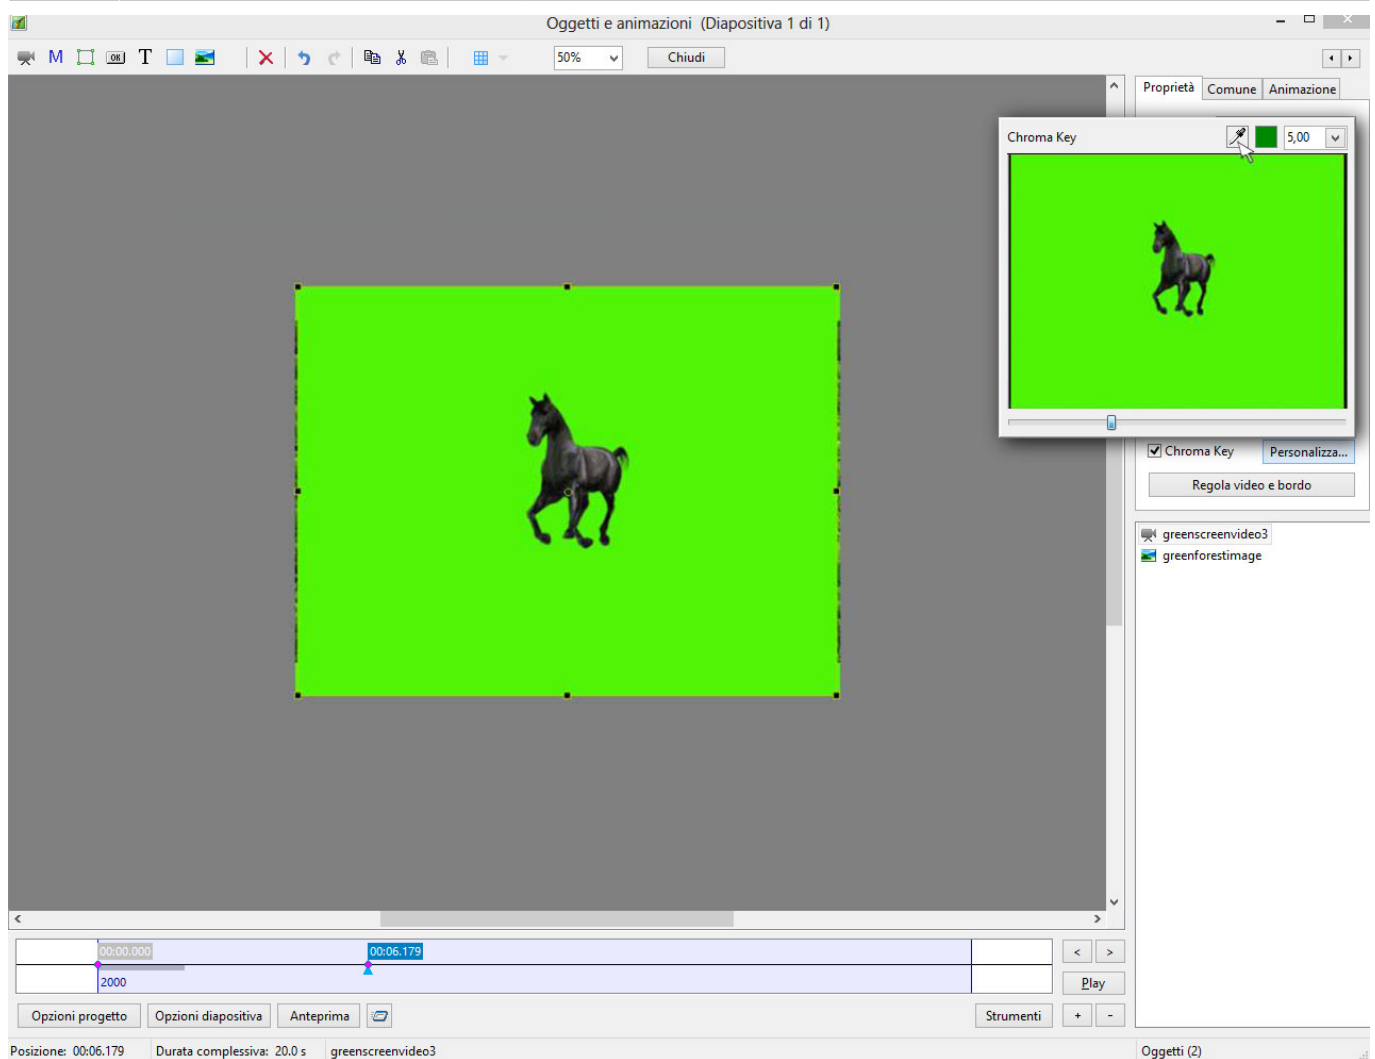 Oggetti e animazioni (Diapositiva 1 di 1)
M OK T 50% Chiudi
Proprietà Comune Animazione
Chroma Key 5,00
Chroma Key Personalizza...
Regola video e bordo
greenscreenvideo3
greenforestimage
00:00.000 00:06.179
2000
< >
Play
Opzioni progetto Opzioni diapositiva Anteprima Strumenti + -
Posizione: 00:06.179 Durata complessiva: 20.0 s greenscreenvideo3 Oggetti (2)